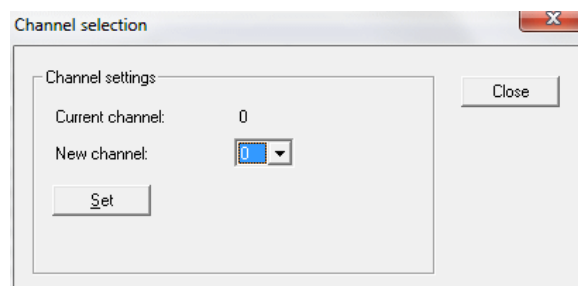 Channel selection
Channel settings
Close
Current channel: 0
New channel: 0
Set